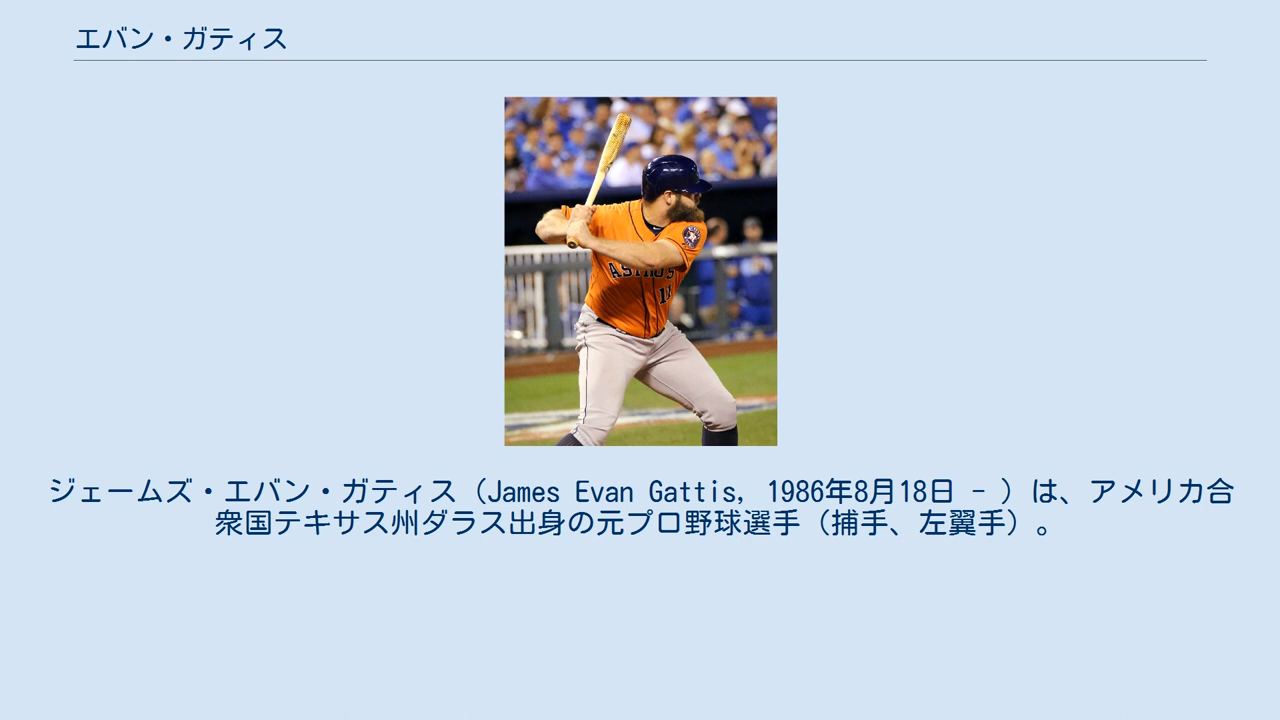 エバン・ガティス
ASTROS
ジェームズ・エバン・ガティス（James Evan Gattis, 1986年8月18日 - ）は、アメリカ合
衆国テキサス州ダラス出身の元プロ野球選手（捕手、左翼手）。